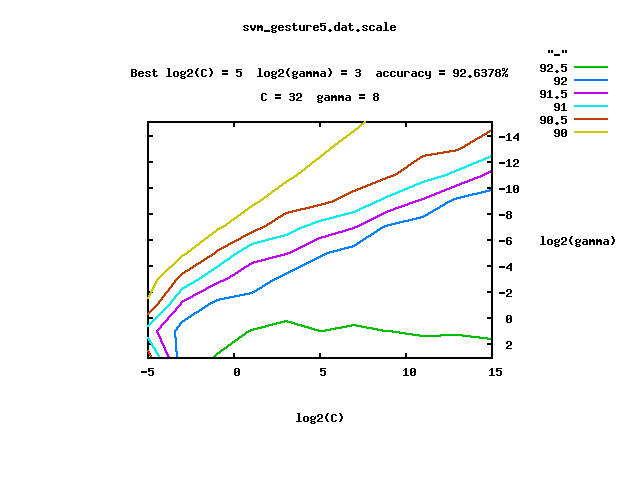 svm_gesture5.dat.scale
"-"
Best log2(C) = 5  log2(gamma) = 3  accuracy = 92.6378%
C = 32  gamma = 8
92.5
92
91.5
91
90.5
90
-14
-12
-10
-8
-6
-4
-2
0
2
log2(gamma)
-5 0 5 10 15
log2(C)